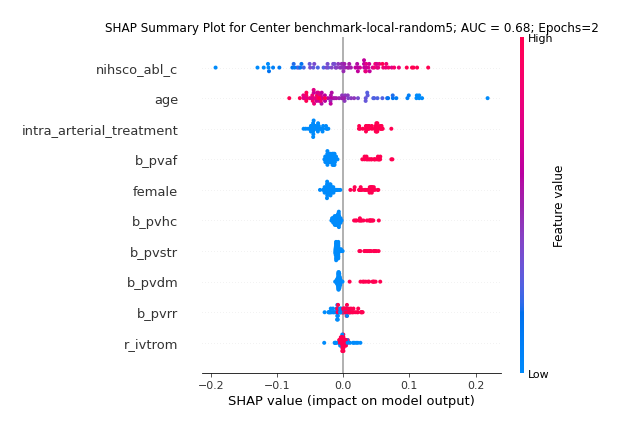 SHAP Summary Plot for Center benchmark-local-random5; AUC = 0.68; Epochs=2
High
nihsco_abl_c
age
intra_arterial_treatment
b_pvaf
female
b_pvhc
b_pvstr
b_pvdm
b_pvrr
r_ivtrom
Feature value
Low
−0.2 −0.1 0.0 0.1 0.2
SHAP value (impact on model output)